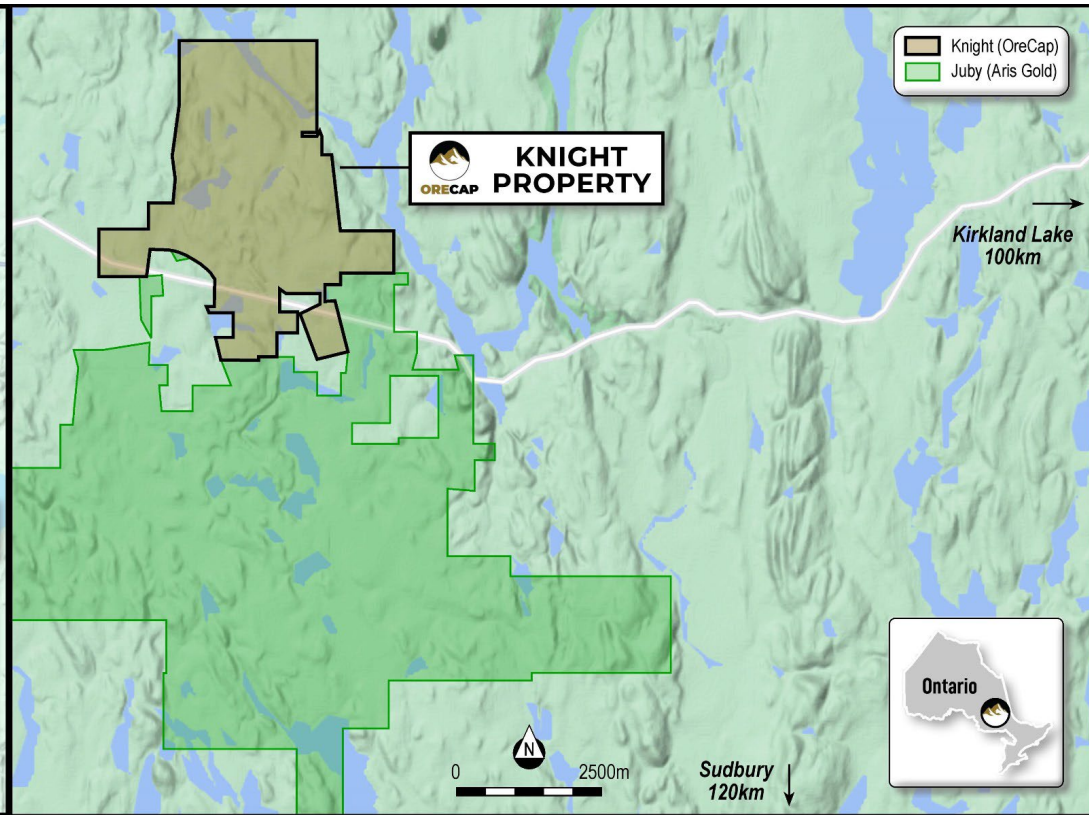 Knight (OreCap)
Juby (Aris Gold)
KNIGHT
PROPERTY
ORECAP
Kirkland Lake
100km
Ontario
N
0 2500m
Sudbury
120km